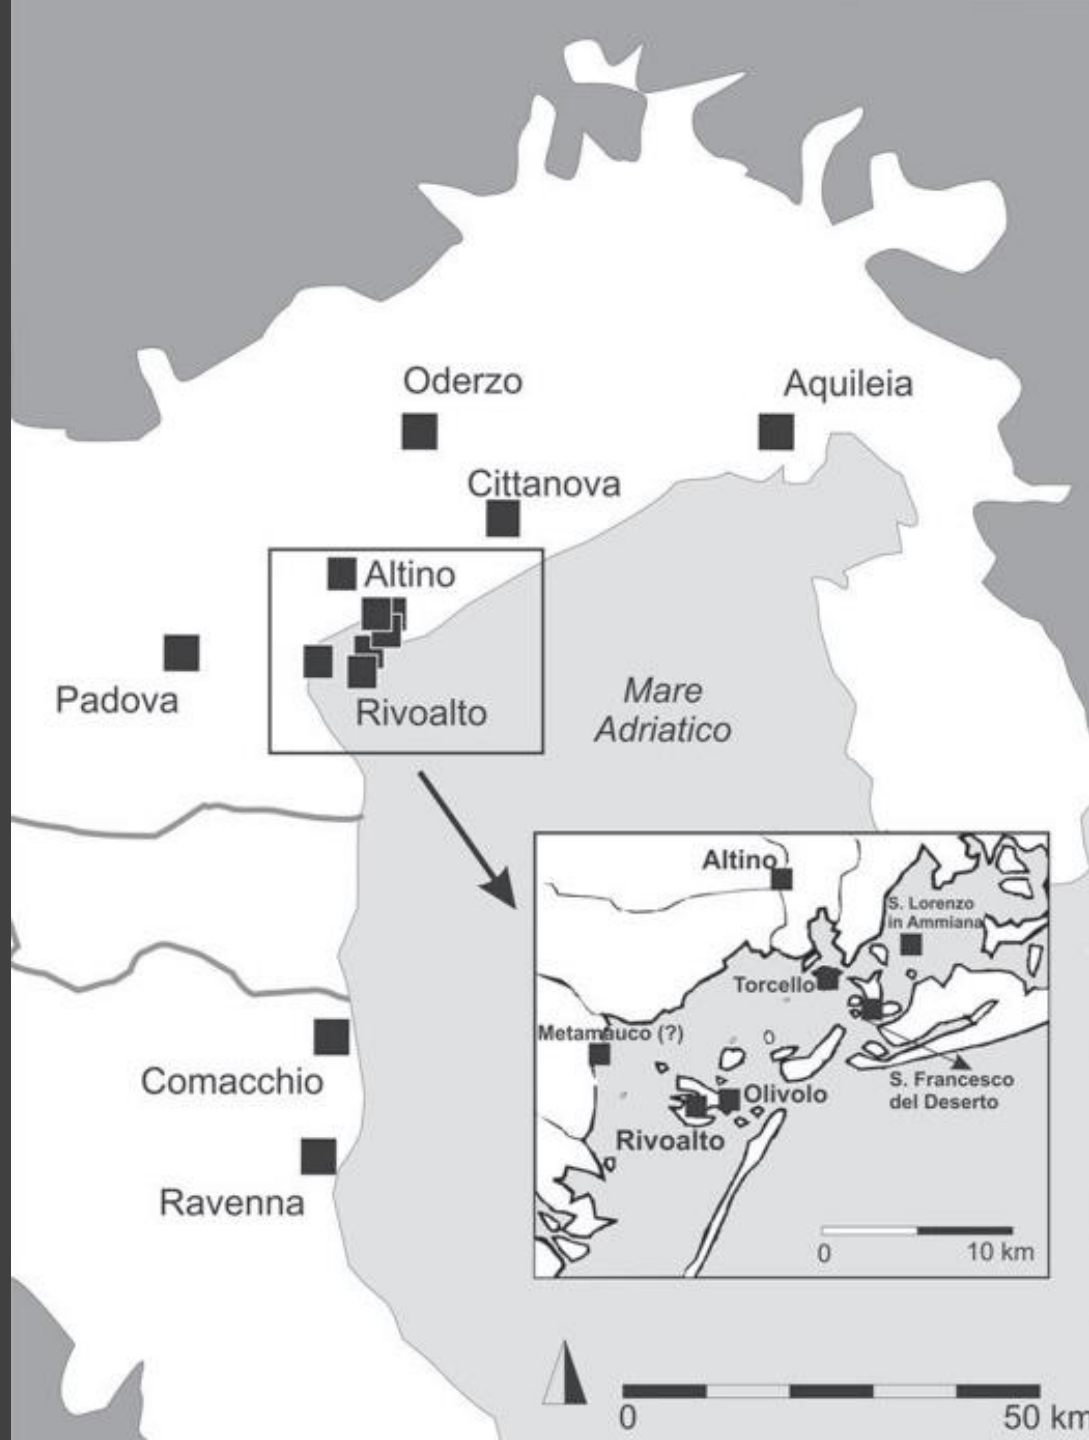 Oderzo
Aquileia
Cittanova
Altino
Padova
Rivoalto
Mare
Adriatico
Altino
S. Lorenzo
in Ammiana
Torcello
Metamauco (?)
S. Francesco
del Deserto
Olivolo
Rivoalto
0 10 km
Comacchio
Ravenna
0 50 km